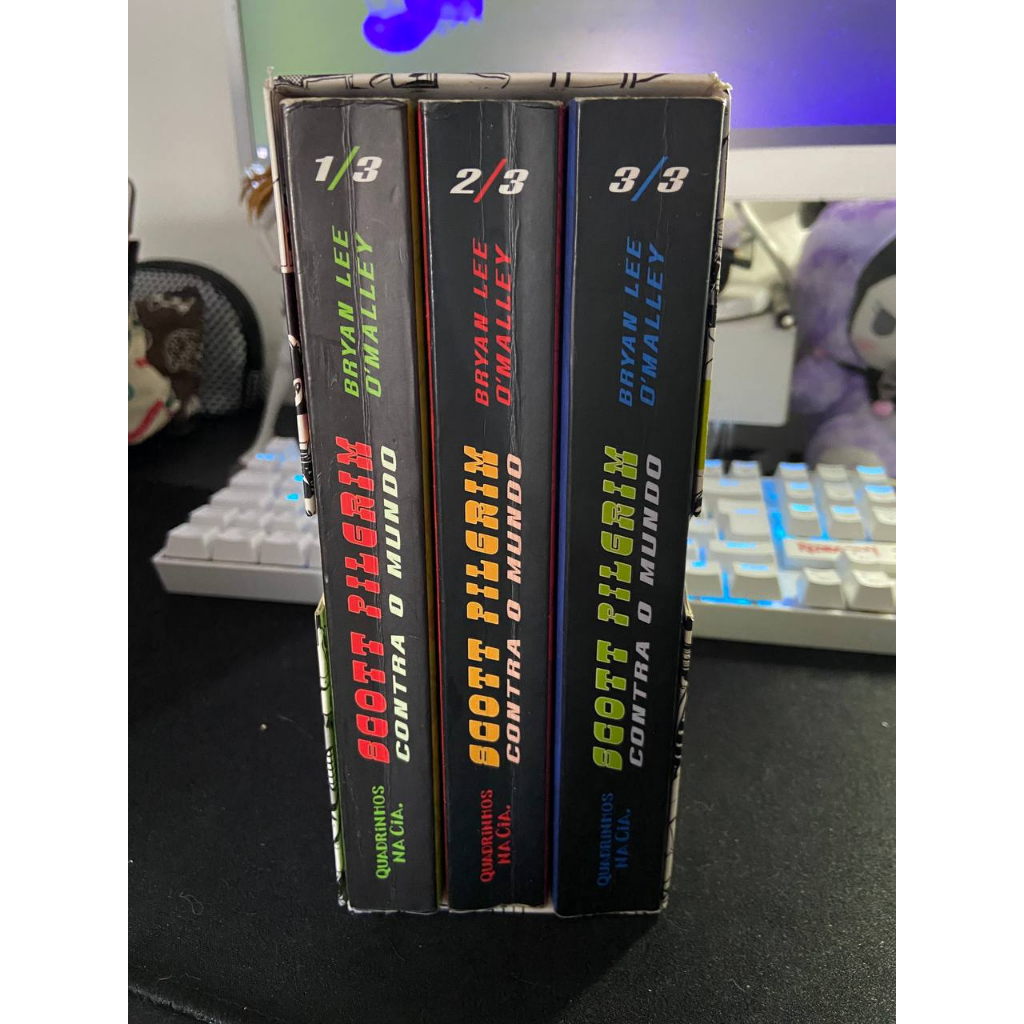 1/3
BRYAN LEE
O'MALLEY
SCOTT PILGRIM
CONTRA O MUNDO
QUADRINHOS
NA CIA.
2/3
BRYAN LEE
O'MALLEY
SCOTT PILGRIM
CONTRA O MUNDO
QUADRINHOS
NA CIA.
3/3
BRYAN LEE
O'MALLEY
SCOTT PILGRIM
CONTRA O MUNDO
QUADRINHOS
NA CIA.